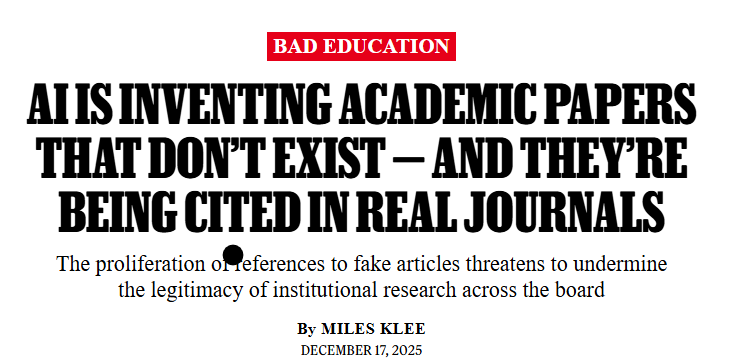 BAD EDUCATION
AI IS INVENTING ACADEMIC PAPERS
THAT DON'T EXIST — AND THEY'RE
BEING CITED IN REAL JOURNALS
The proliferation of references to fake articles threatens to undermine
the legitimacy of institutional research across the board
By MILES KLEE
DECEMBER 17, 2025